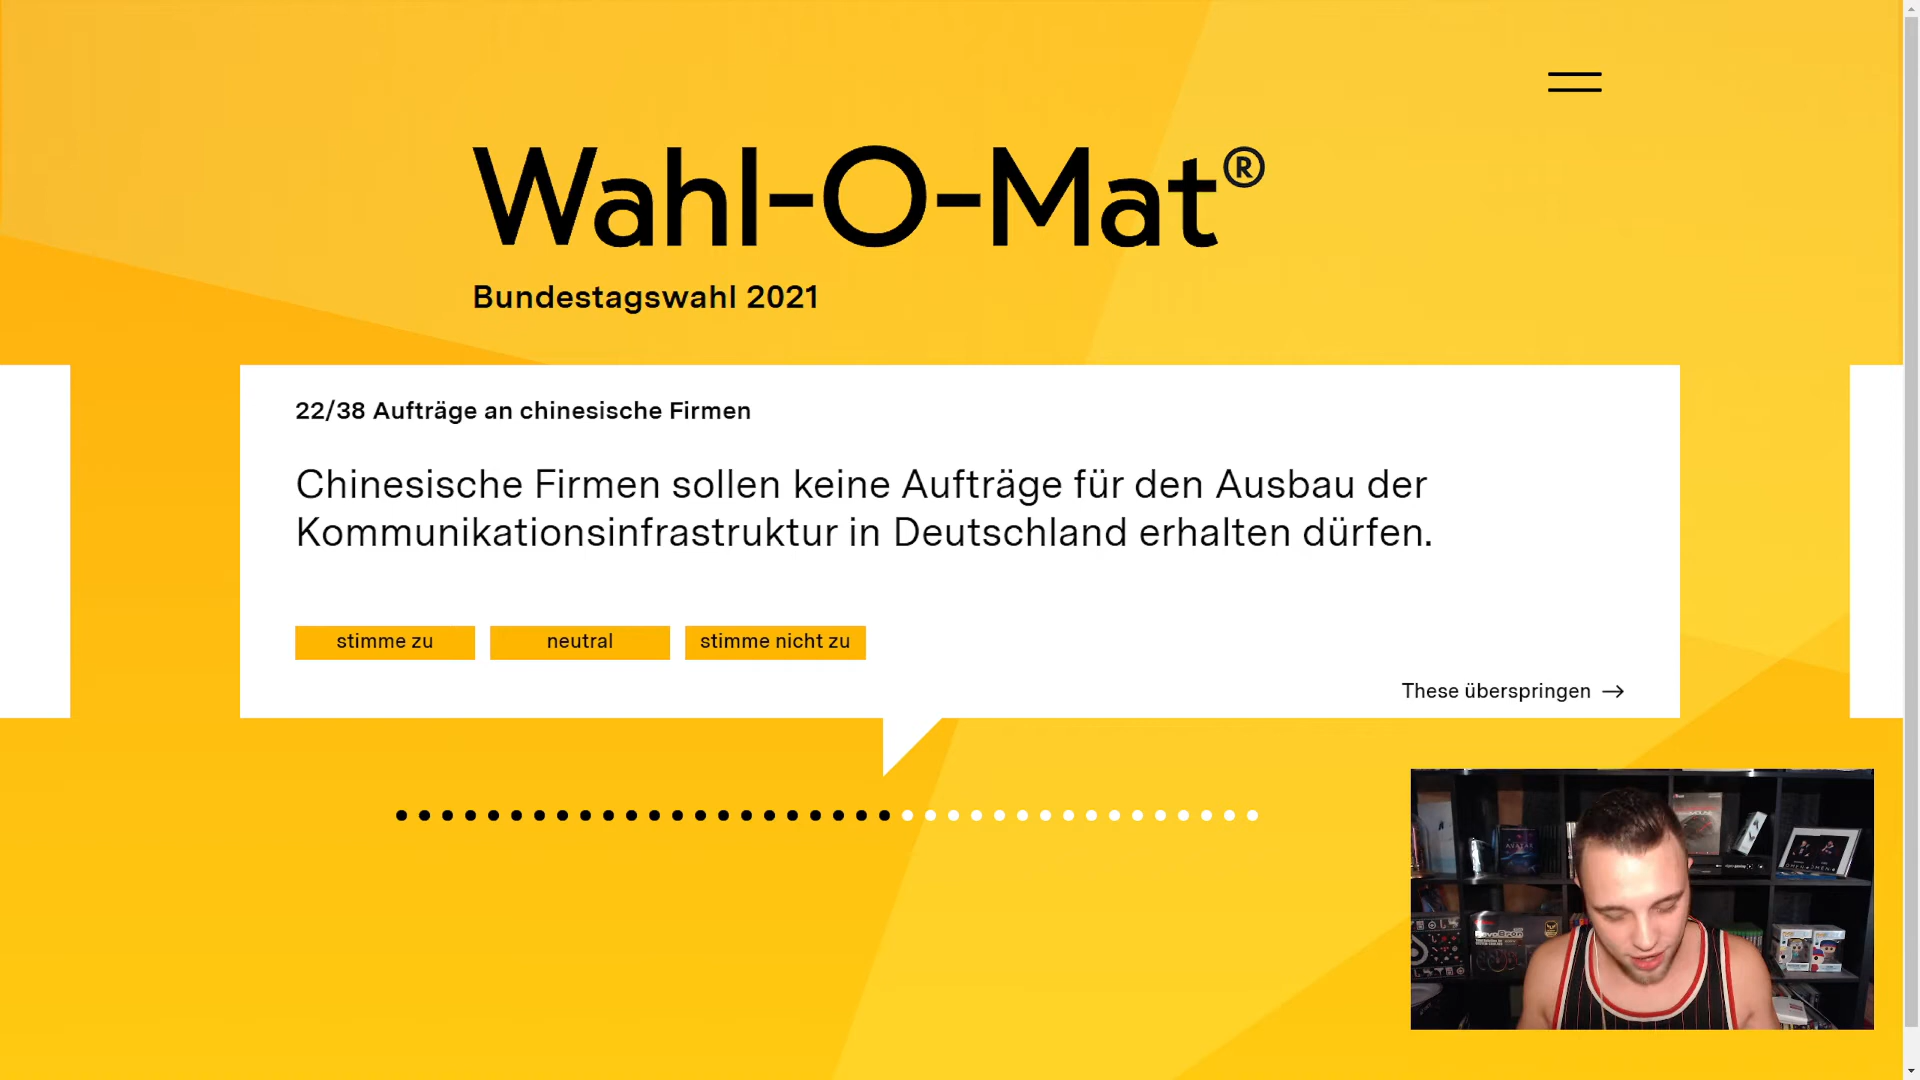 Wahl-O-Mat®
Bundestagswahl 2021
22/38 Aufträge an chinesische Firmen
Chinesische Firmen sollen keine Aufträge für den Ausbau der
Kommunikationsinfrastruktur in Deutschland erhalten dürfen.
stimme zu
neutral
stimme nicht zu
These überspringen →
AVATAR